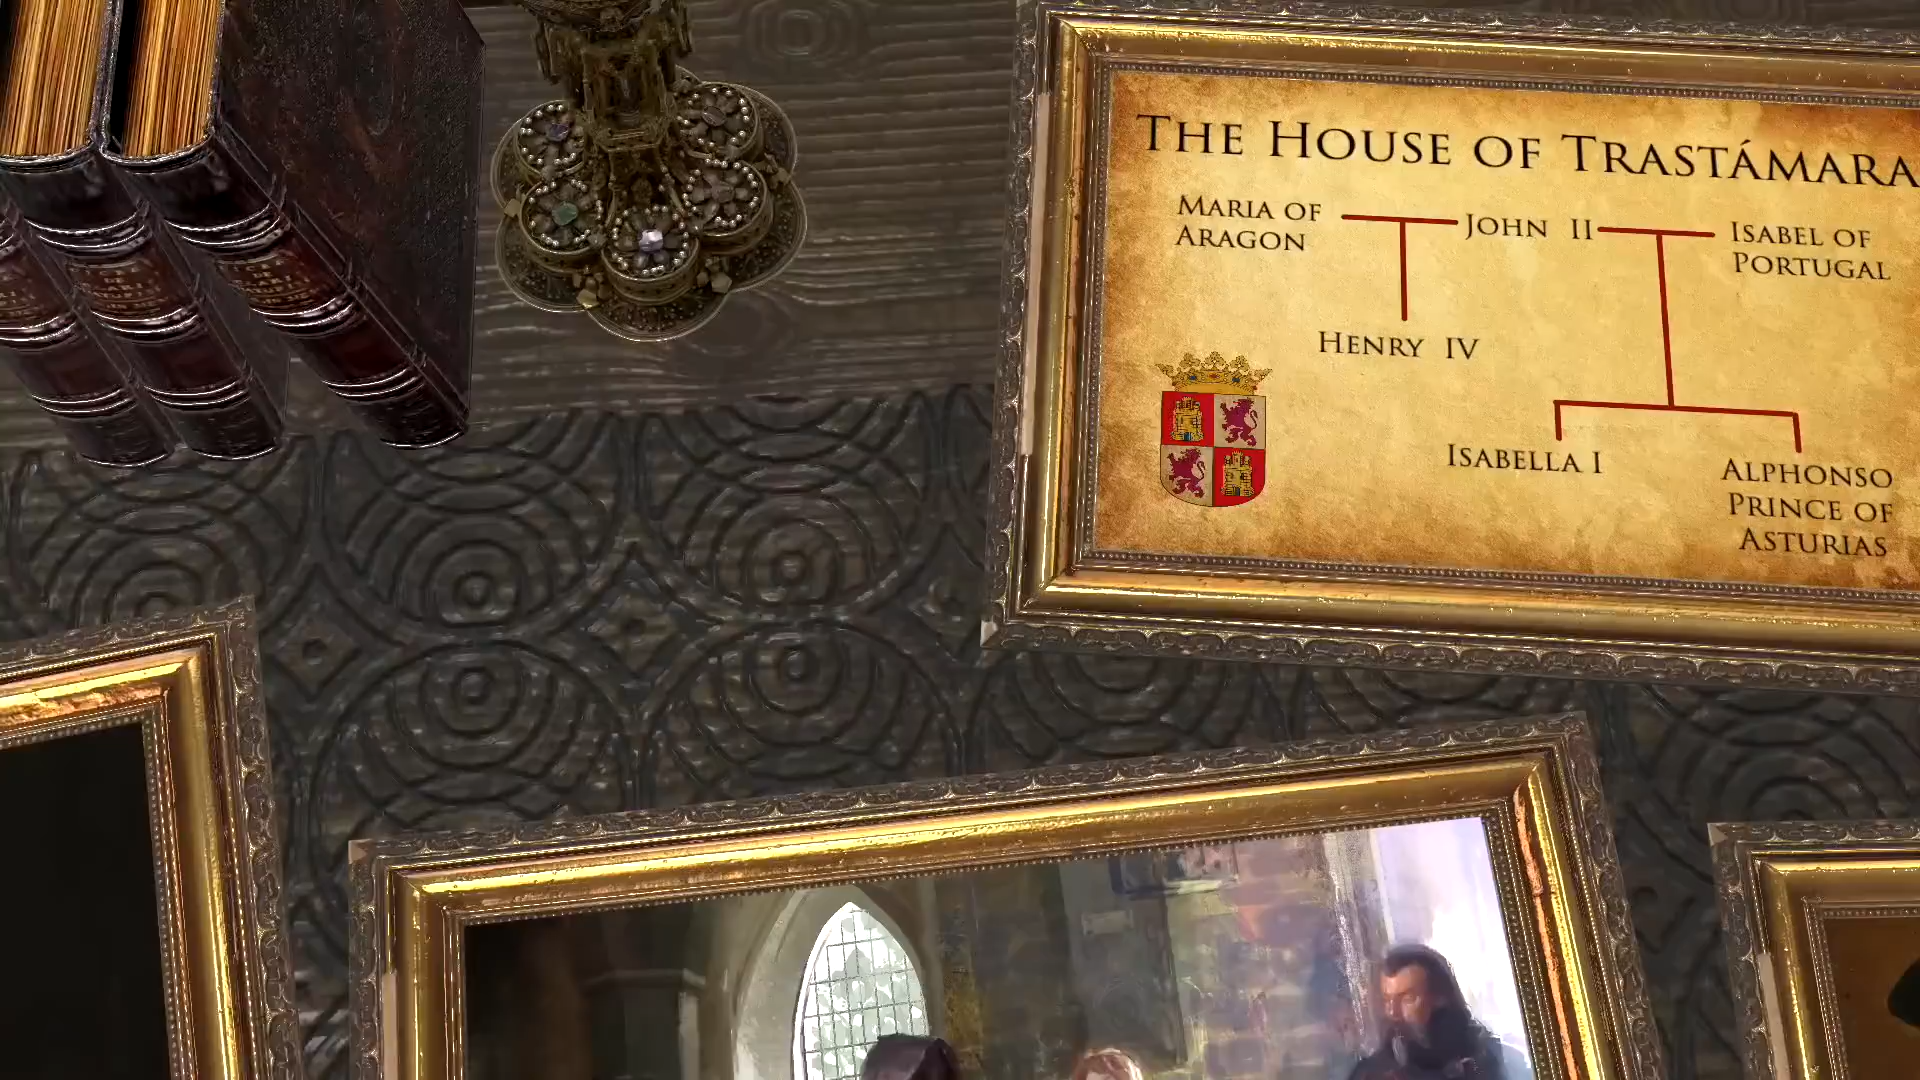 THE HOUSE OF TRASTÁMARA
MARIA OF
ARAGON
JOHN II
ISABEL OF
PORTUGAL
HENRY IV
ISABELLA I
ALPHONSO
PRINCE OF
ASTURIAS